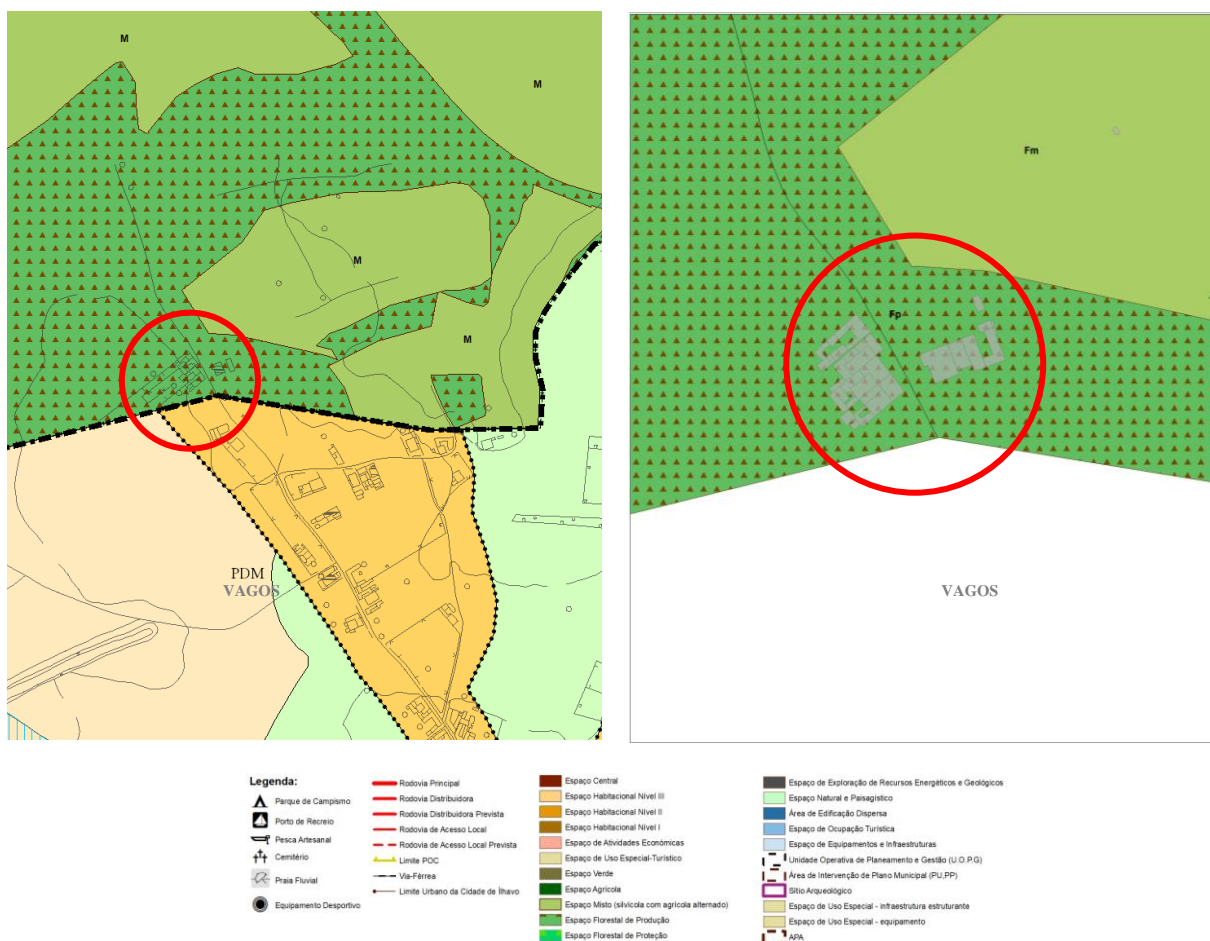 M
M
M
M
PDM
VAGOS
Fm
Fp
VAGOS
Legenda:
Parque de Campismo
Porto de Recreio
Pesca Artesanal
Cemitério
Praia Fluvial
Equipamento Desportivo
Rodovia Principal
Rodovia Distribuidora
Rodovia Distribuidora Prevista
Rodovia de Acesso Local
Rodovia de Acesso Local Prevista
Limite POC
Via-Férrea
Limite Urbano da Cidade de Ílhavo
Espaço Central
Espaço Habitacional Nível III
Espaço Habitacional Nível II
Espaço Habitacional Nível I
Espaço de Atividades Económicas
Espaço de Uso Especial-Turístico
Espaço Verde
Espaço Agrícola
Espaço Misto (silvícola com agrícola alternado)
Espaço Florestal de Produção
Espaço Florestal de Proteção
Espaço de Exploração de Recursos Energéticos e Geológicos
Espaço Natural e Paisagístico
Área de Edificação Dispersa
Espaço de Ocupação Turística
Espaço de Equipamentos e Infraestruturas
Unidade Operativa de Planeamento e Gestão (U.O.P.G)
Área de Intervenção de Plano Municipal (PU,PP)
Sítio Arqueológico
Espaço de Uso Especial - infraestrutura estruturante
Espaço de Uso Especial - equipamento
APA